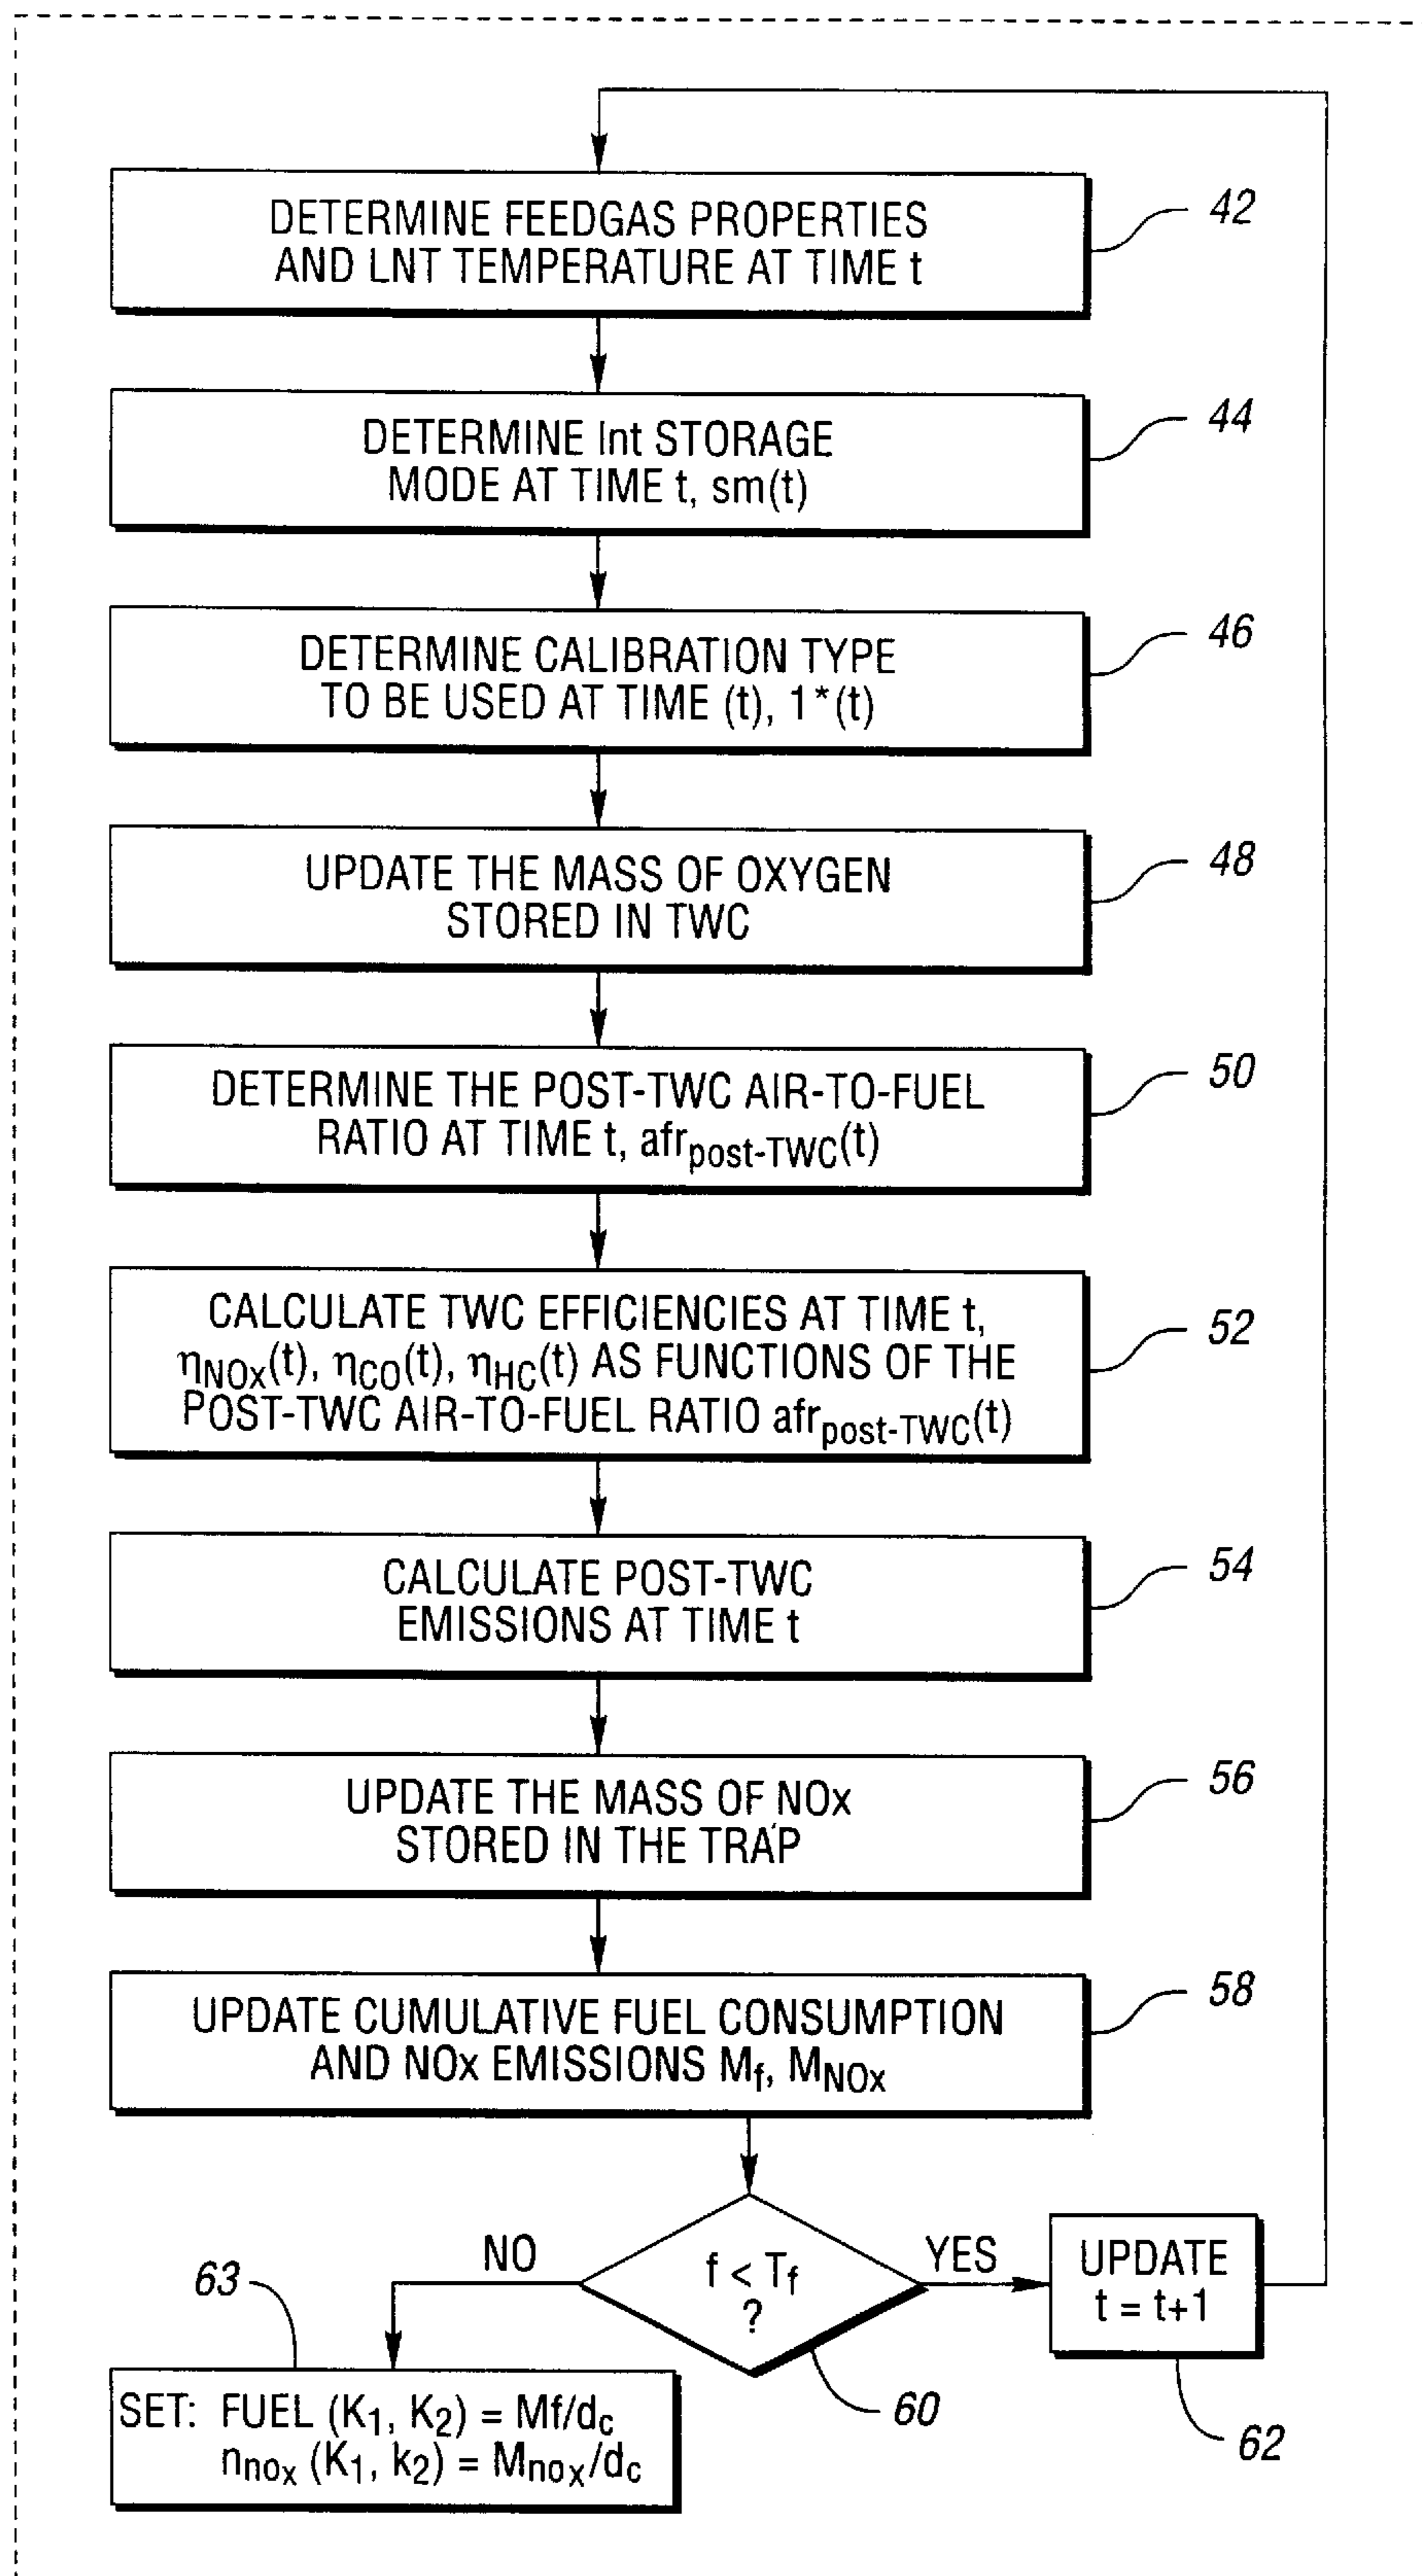 DETERMINE FEEDGAS PROPERTIES
AND LNT TEMPERATURE AT TIME t
42
DETERMINE lnt STORAGE
MODE AT TIME t, sm(t)
44
DETERMINE CALIBRATION TYPE
TO BE USED AT TIME (t), 1*(t)
46
UPDATE THE MASS OF OXYGEN
STORED IN TWC
48
DETERMINE THE POST-TWC AIR-TO-FUEL
RATIO AT TIME t, afrpost-TWC(t)
50
CALCULATE TWC EFFICIENCIES AT TIME t,
ηNOx(t), ηCO(t), ηHC(t) AS FUNCTIONS OF THE
POST-TWC AIR-TO-FUEL RATIO afrpost-TWC(t)
52
CALCULATE POST-TWC
EMISSIONS AT TIME t
54
UPDATE THE MASS OF NOx
STORED IN THE TRAP
56
UPDATE CUMULATIVE FUEL CONSUMPTION
AND NOx EMISSIONS Mf, MNOx
58
NO
f < Tf
?
YES
UPDATE
t = t+1
63
60
62
SET: FUEL (K1, K2) = Mf/dc
nnox (K1, k2) = Mnox/dc